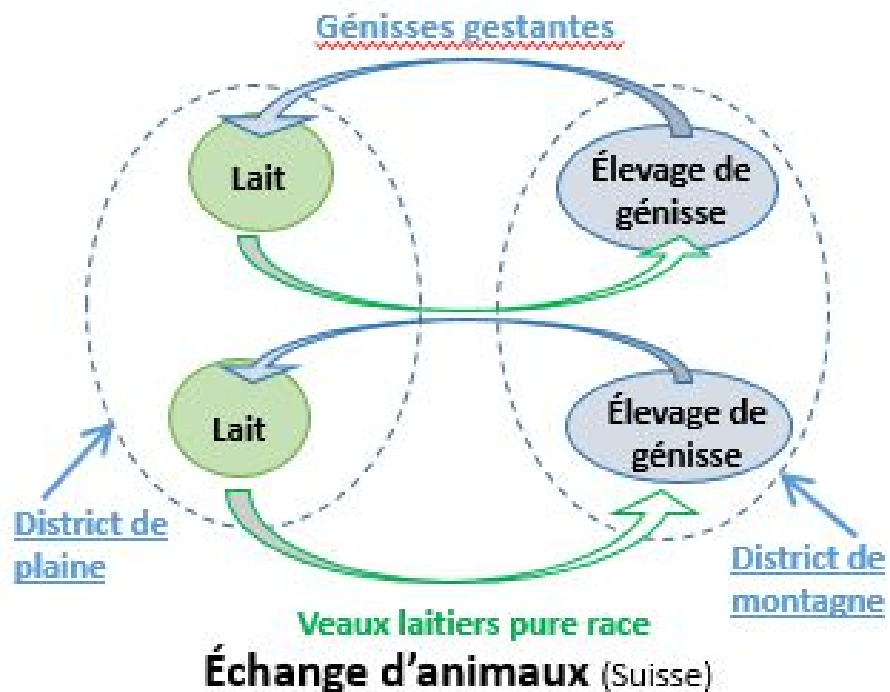 Génisses gestantes
Lait
Élevage de
génisse
Lait
Élevage de
génisse
District de
plaine
District de
montagne
Veaux laitiers pure race
Échange d'animaux (Suisse)